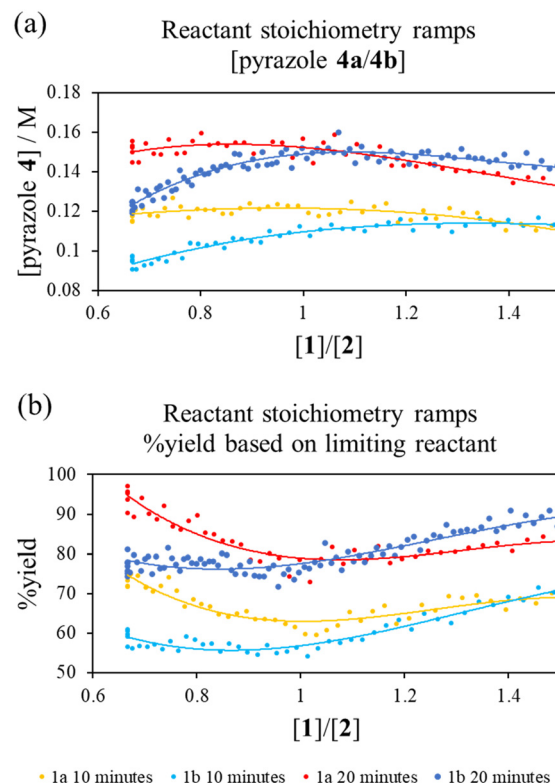 (a)
Reactant stoichiometry ramps
[pyrazole 4a/4b]
[pyrazole 4] / M
0.18
0.16
0.14
0.12
0.1
0.08
0.6 0.8 1 1.2 1.4
[1]/[2]
(b)
Reactant stoichiometry ramps
%yield based on limiting reactant
%yield
100
90
80
70
60
50
0.6 0.8 1 1.2 1.4
[1]/[2]
1a 10 minutes 1b 10 minutes 1a 20 minutes 1b 20 minutes